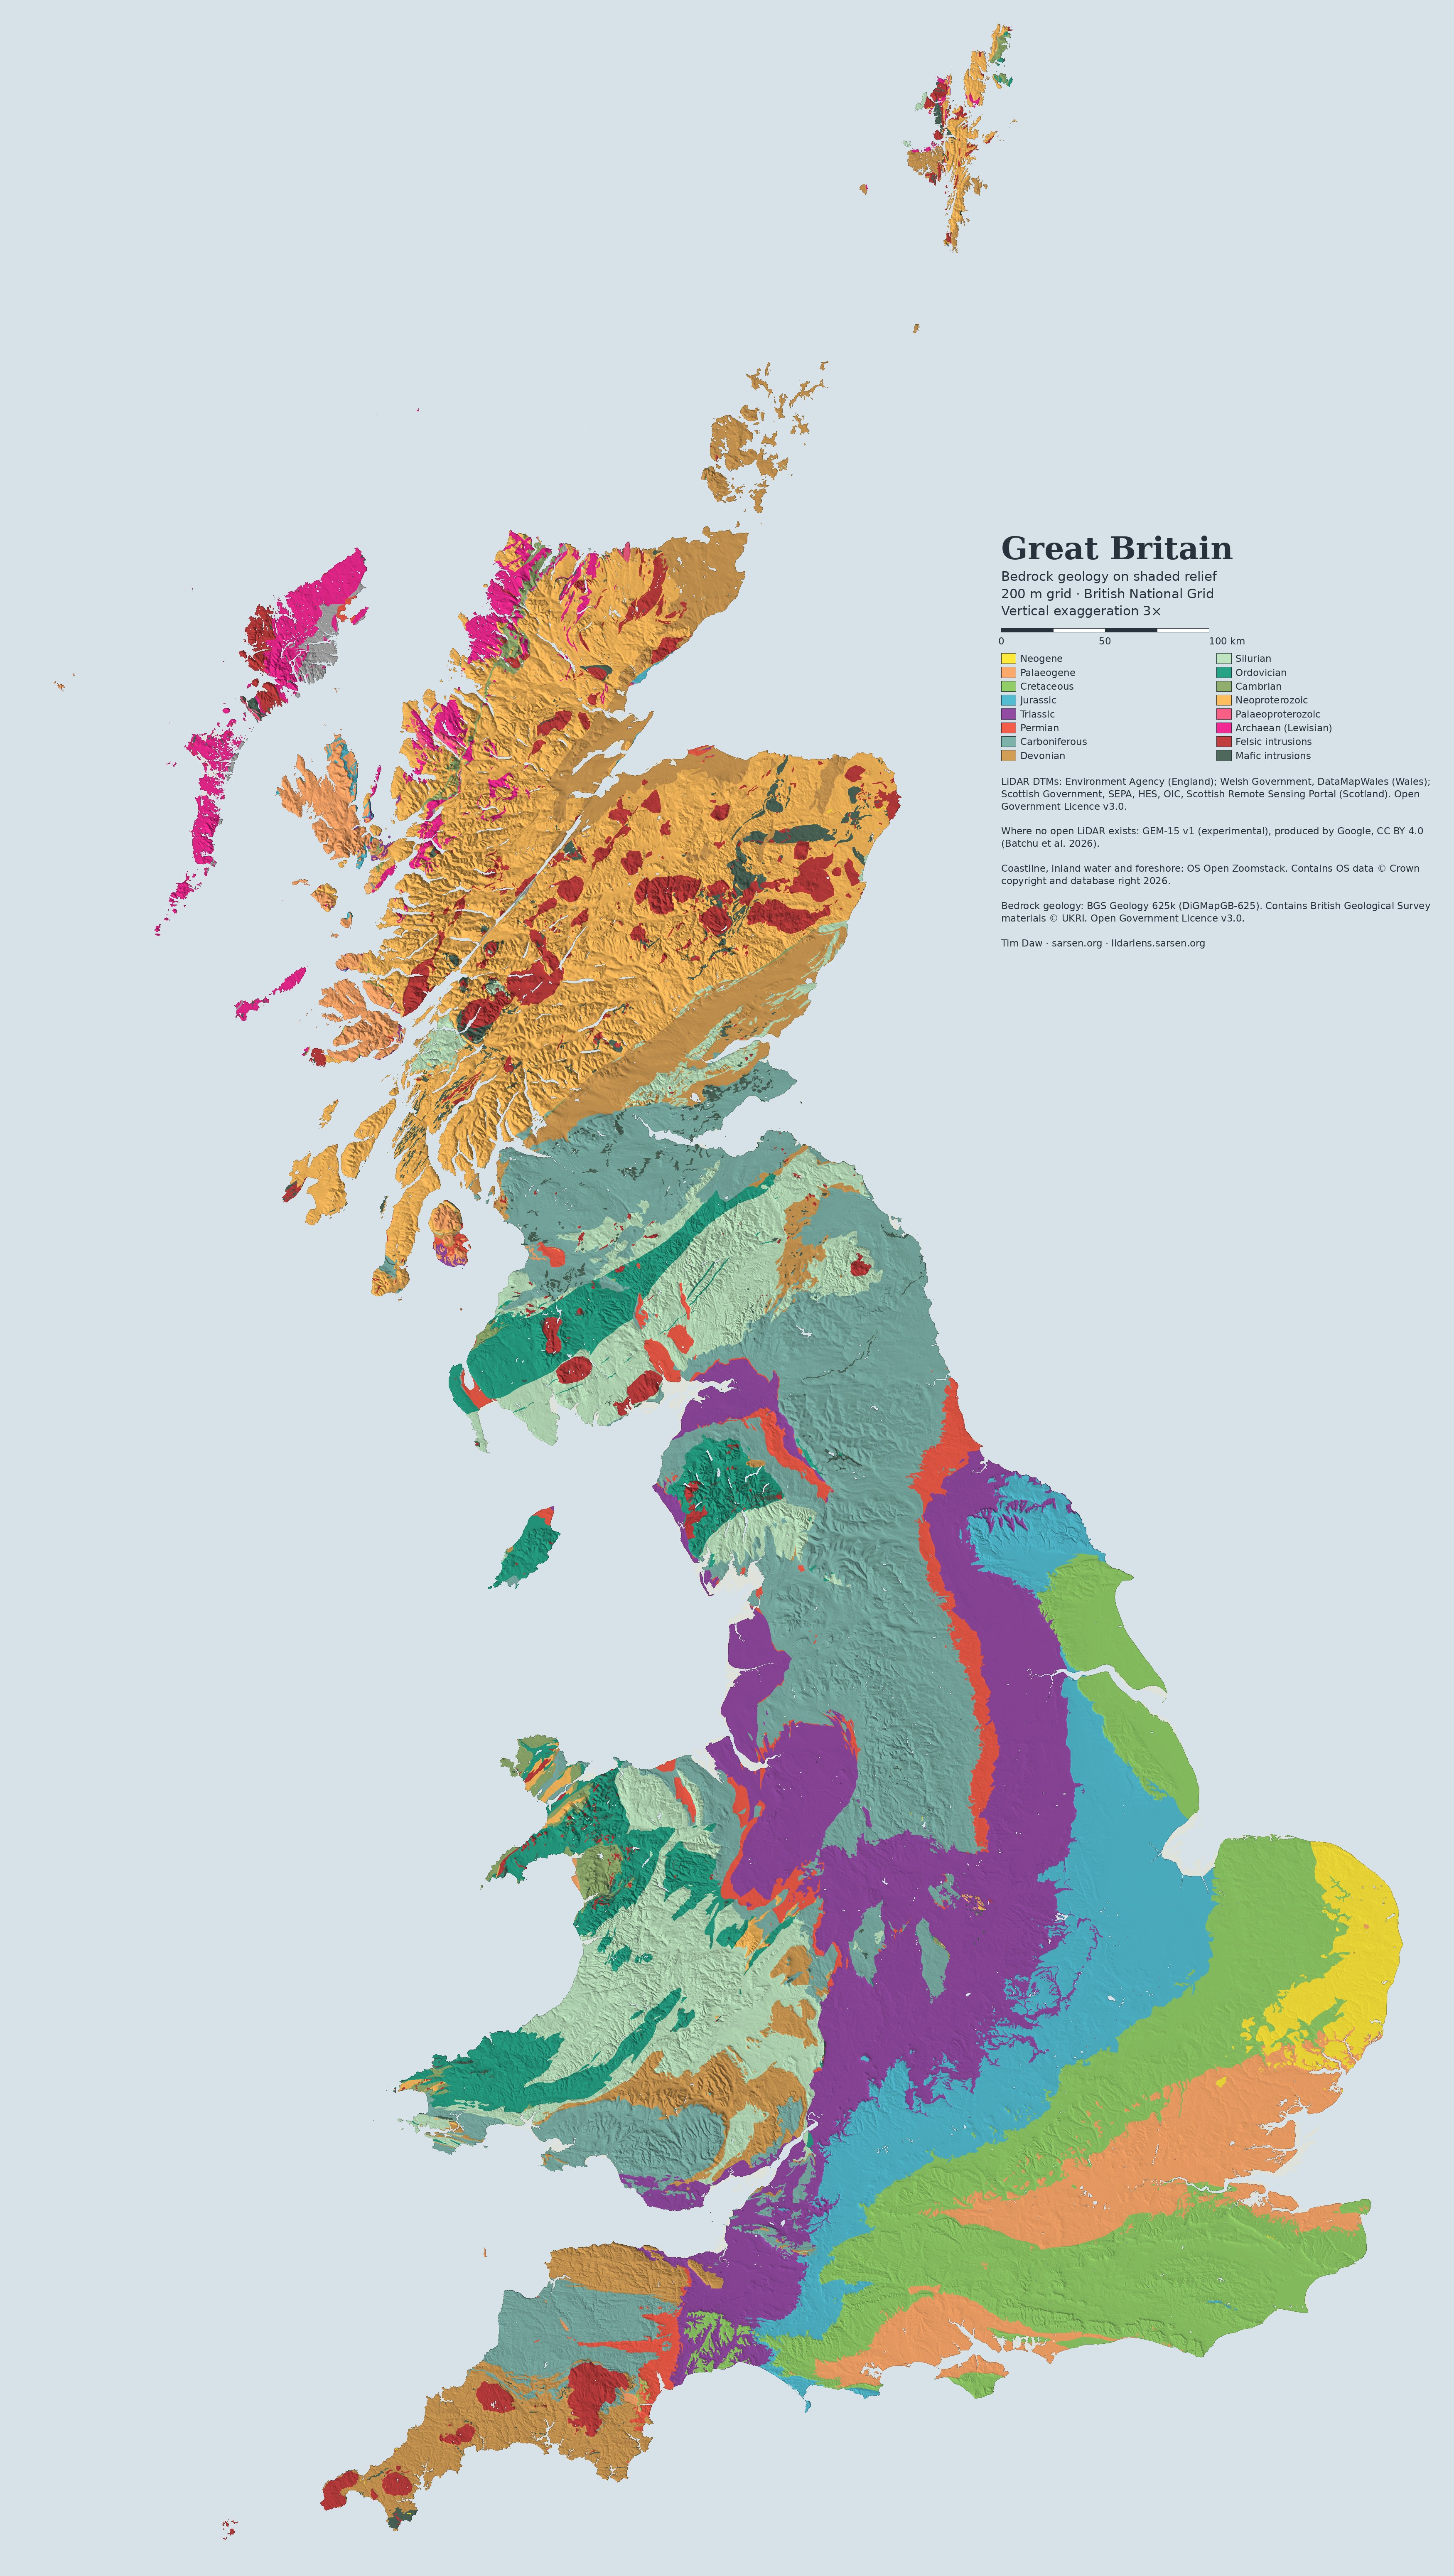 Great Britain
Bedrock geology on shaded relief
200 m grid · British National Grid
Vertical exaggeration 3×
0 50 100 km
Neogene
Palaeogene
Cretaceous
Jurassic
Triassic
Permian
Carboniferous
Devonian
Silurian
Ordovician
Cambrian
Neoproterozoic
Palaeoproterozoic
Archaean (Lewisian)
Felsic intrusions
Mafic intrusions
LiDAR DTMs: Environment Agency (England); Welsh Government, DataMapWales (Wales);
Scottish Government, SEPA, HES, OIC, Scottish Remote Sensing Portal (Scotland). Open
Government Licence v3.0.
Where no open LiDAR exists: GEM-15 v1 (experimental), produced by Google, CC BY 4.0
(Batchu et al. 2026).
Coastline, inland water and foreshore: OS Open Zoomstack. Contains OS data © Crown
copyright and database right 2026.
Bedrock geology: BGS Geology 625k (DiGMapGB-625). Contains British Geological Survey
materials © UKRI. Open Government Licence v3.0.
Tim Daw · sarsen.org · lidarlens.sarsen.org